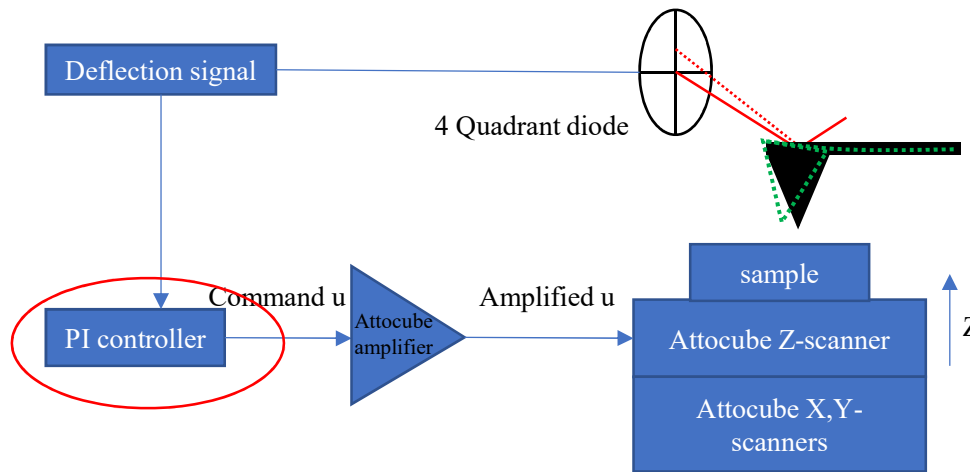 Deflection signal
4 Quadrant diode
sample
Command u
Amplified u
Attocube
amplifier
PI controller
Attocube Z-scanner
Z
Attocube X,Y-
scanners